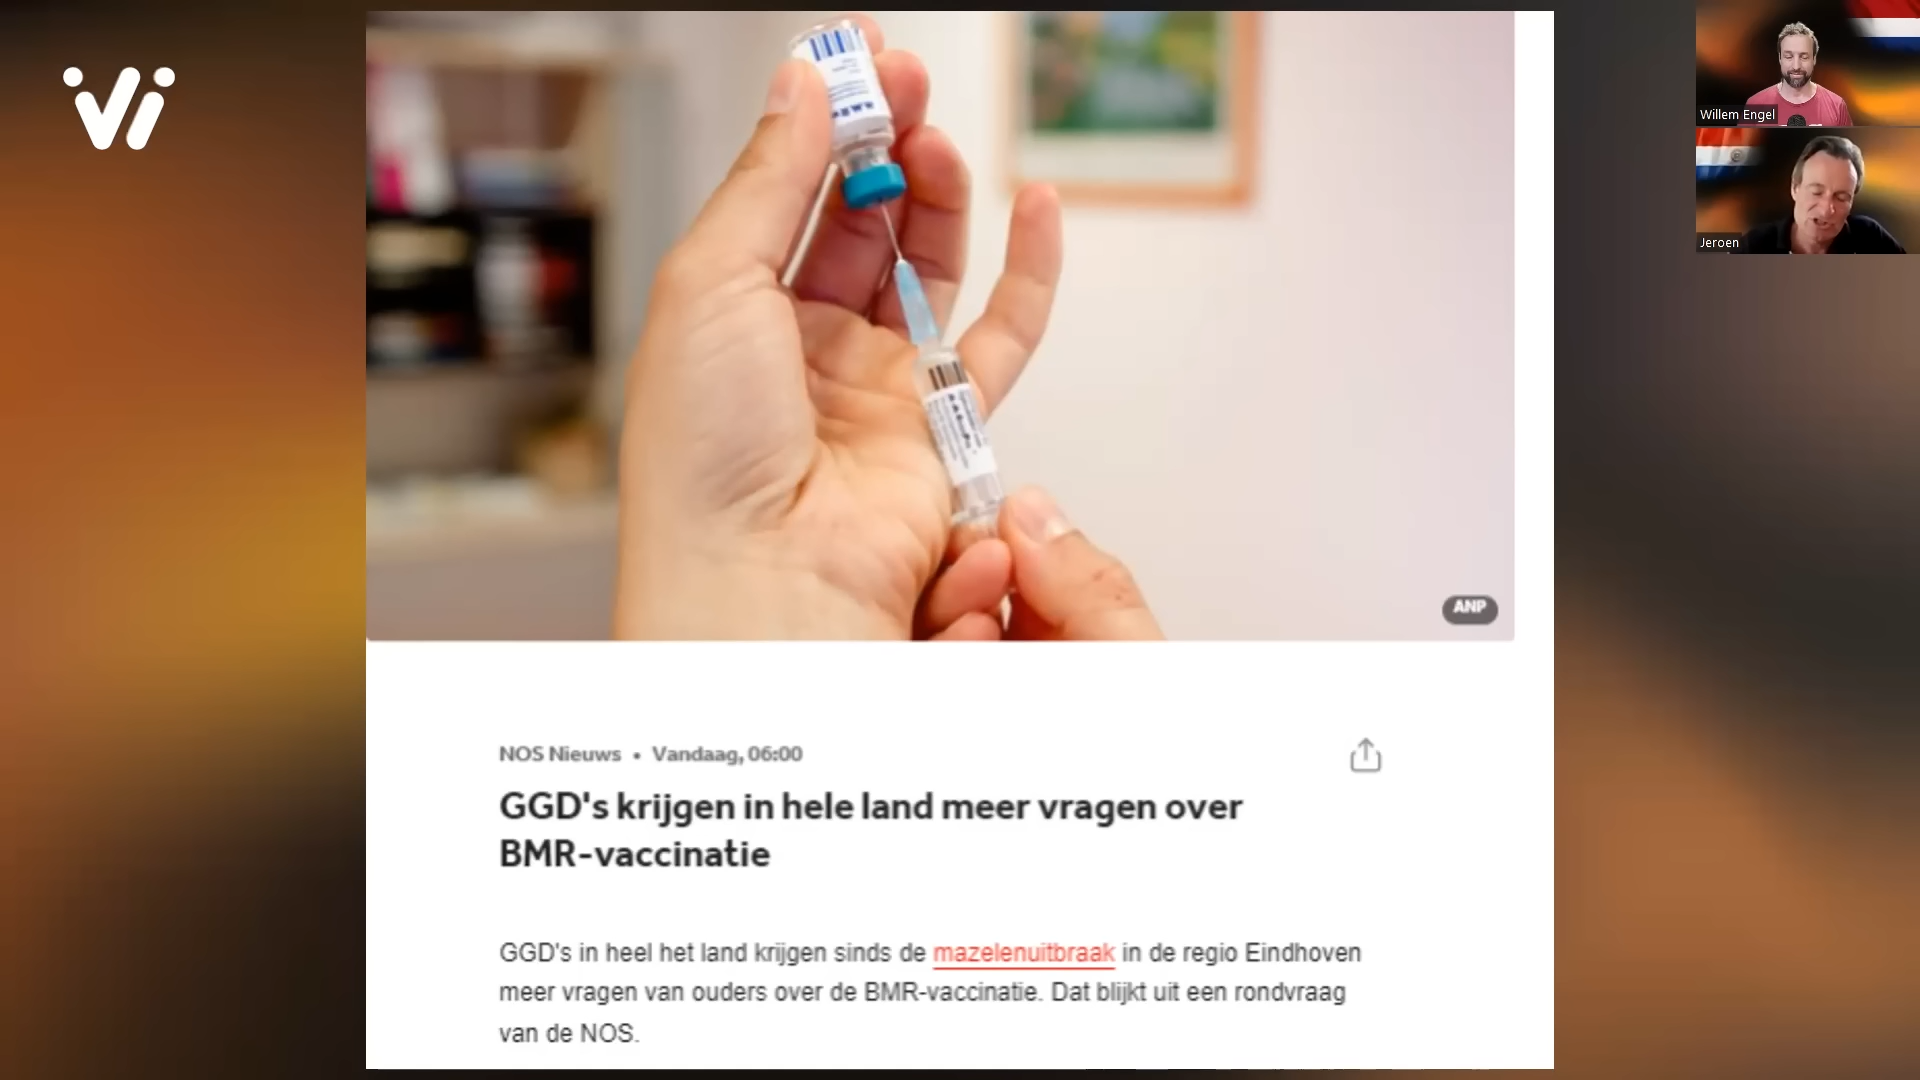 Vi
Willem Engel
Jeroen
ANP
NOS Nieuws • Vandaag, 06:00
GGD's krijgen in hele land meer vragen over
BMR-vaccinatie
GGD's in heel het land krijgen sinds de mazelenuitbraak in de regio Eindhoven
meer vragen van ouders over de BMR-vaccinatie. Dat blijkt uit een rondvraag
van de NOS.